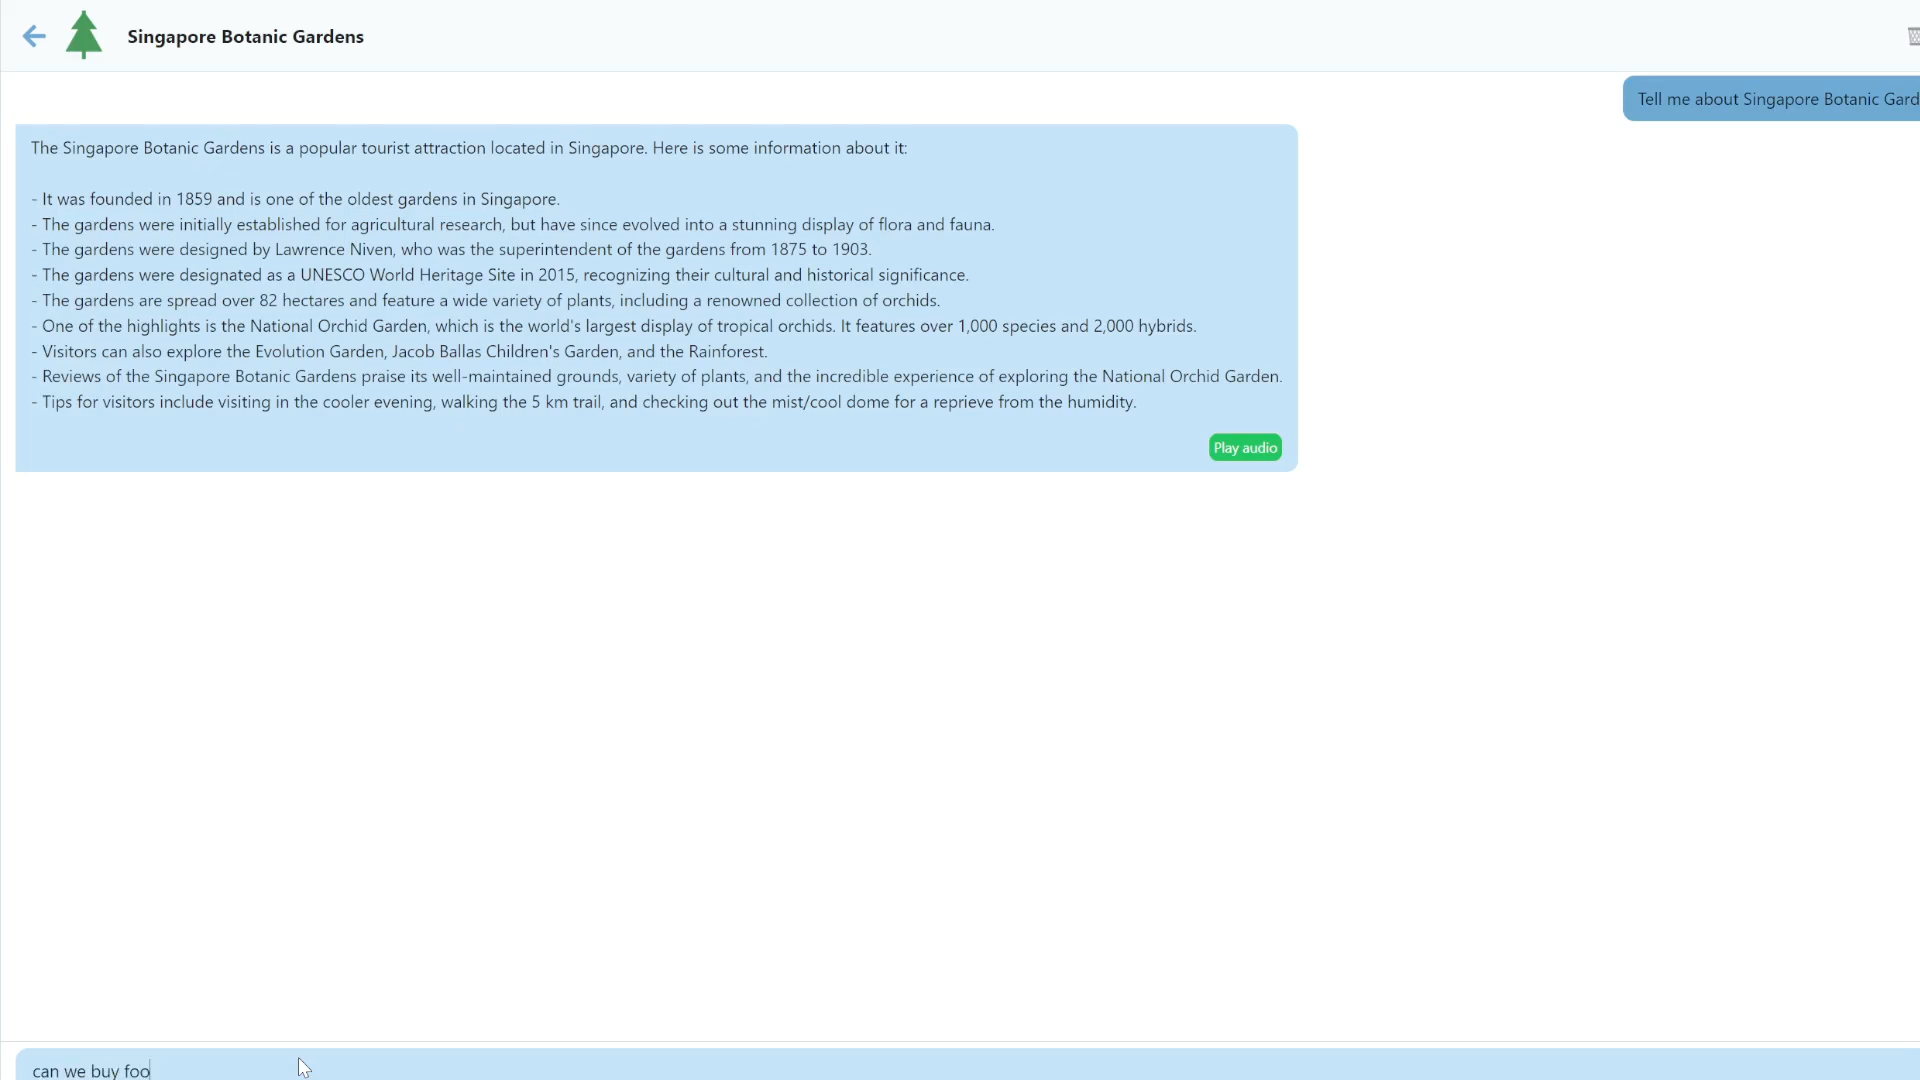 Singapore Botanic Gardens
Tell me about Singapore Botanic Gard
The Singapore Botanic Gardens is a popular tourist attraction located in Singapore. Here is some information about it:
- It was founded in 1859 and is one of the oldest gardens in Singapore.
- The gardens were initially established for agricultural research, but have since evolved into a stunning display of flora and fauna.
- The gardens were designed by Lawrence Niven, who was the superintendent of the gardens from 1875 to 1903.
- The gardens were designated as a UNESCO World Heritage Site in 2015, recognizing their cultural and historical significance.
- The gardens are spread over 82 hectares and feature a wide variety of plants, including a renowned collection of orchids.
- One of the highlights is the National Orchid Garden, which is the world's largest display of tropical orchids. It features over 1,000 species and 2,000 hybrids.
- Visitors can also explore the Evolution Garden, Jacob Ballas Children's Garden, and the Rainforest.
- Reviews of the Singapore Botanic Gardens praise its well-maintained grounds, variety of plants, and the incredible experience of exploring the National Orchid Garden.
- Tips for visitors include visiting in the cooler evening, walking the 5 km trail, and checking out the mist/cool dome for a reprieve from the humidity.
Play audio
can we buy foo